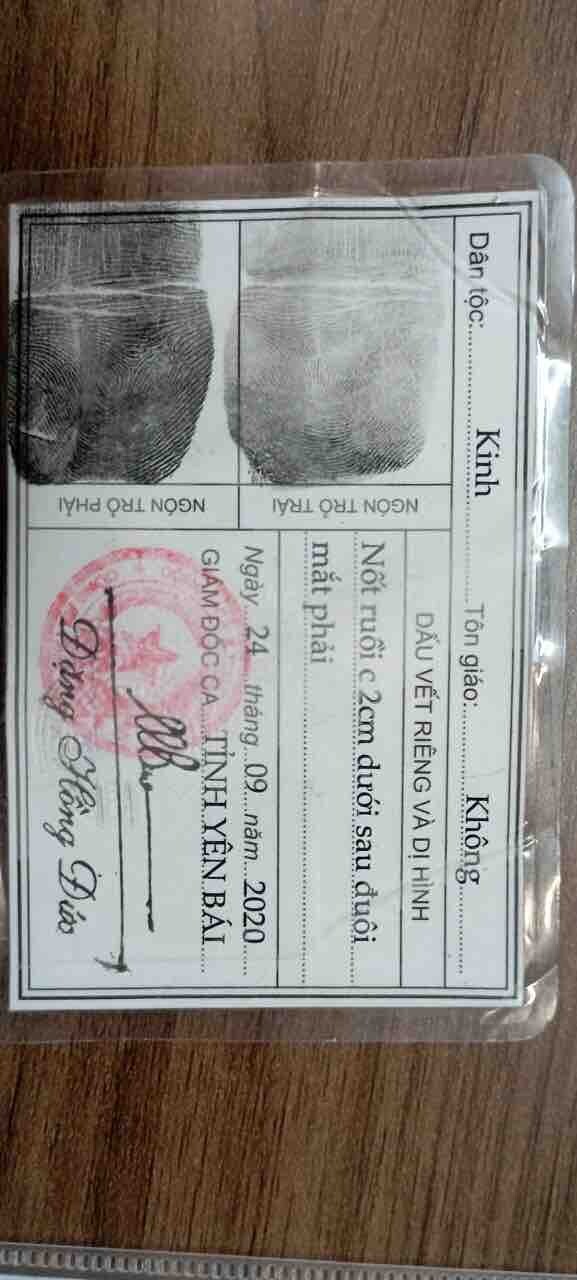 Dân tộc: Kinh Tôn giáo: Không
DẤU VẾT RIÊNG VÀ DỊ HÌNH
Nốt ruồi c 2cm dưới sau đuôi
mắt phải
NGÓN TRỎ TRÁI
NGÓN TRỎ PHẢI
Ngày 24 tháng 09 năm 2020
GIÁM ĐỐC CA TỈNH YÊN BÁI
Đặng Hồng Đức